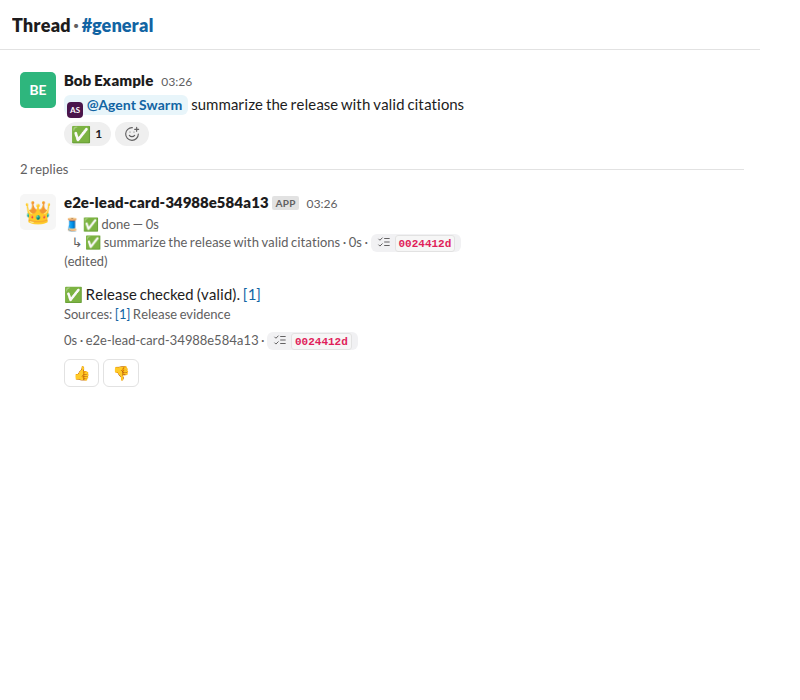 Thread • #general
BE
Bob Example 03:26
AS @Agent Swarm summarize the release with valid citations
✅ 1
2 replies
e2e-lead-card-34988e584a13 APP 03:26
🧵 ✅ done — 0s
↳ ✅ summarize the release with valid citations · 0s · 0024412d
(edited)
✅ Release checked (valid). [1]
Sources: [1] Release evidence
0s · e2e-lead-card-34988e584a13 · 0024412d